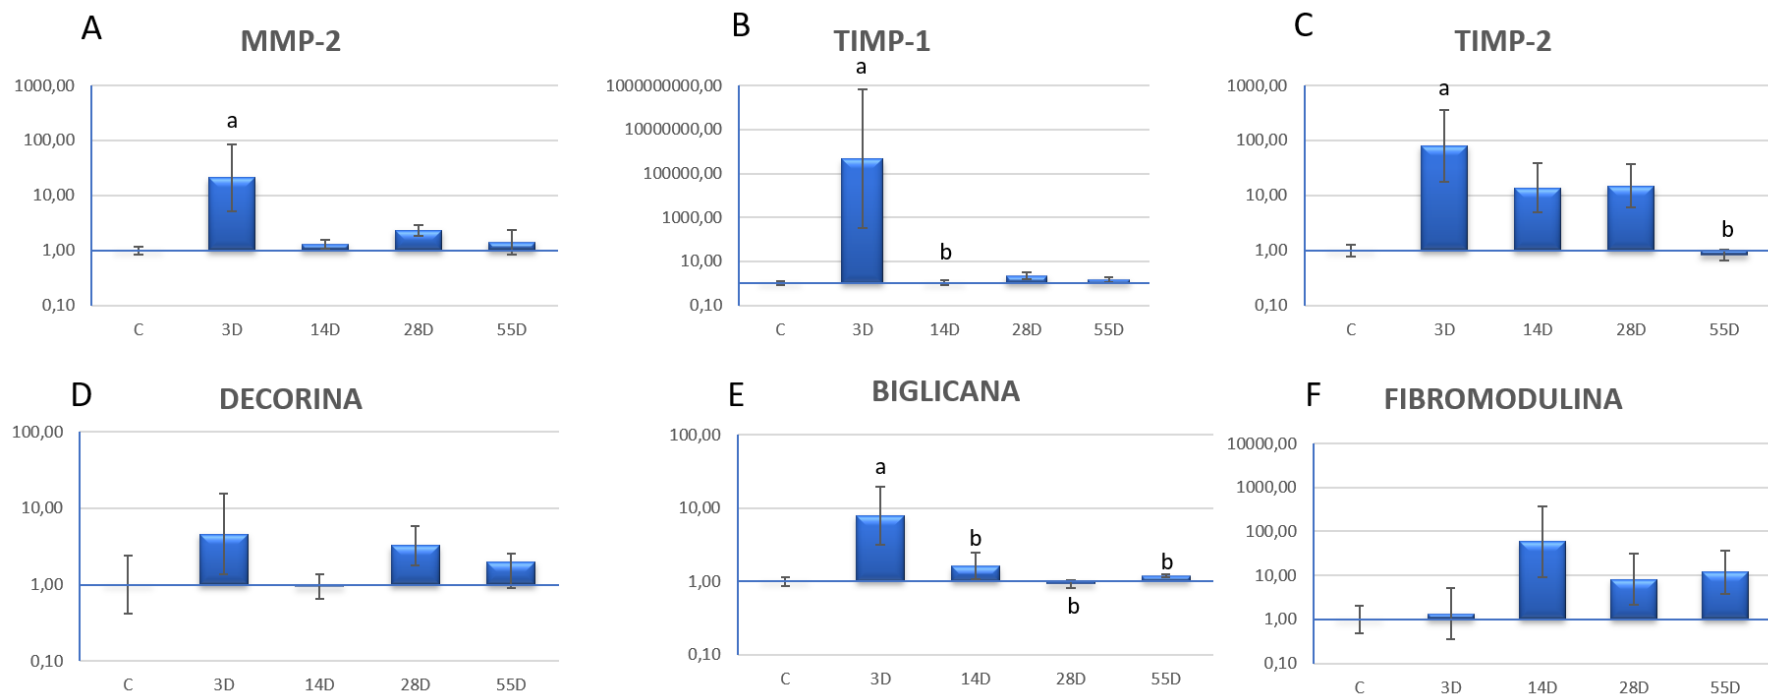 A
MMP-2
1000,00
a
100,00
10,00
1,00
0,10
C 3D 14D 28D 55D
B
TIMP-1
a
1000000000,00
10000000,00
100000,00
1000,00
b
10,00
0,10
C 3D 14D 28D 55D
C
TIMP-2
1000,00
a
100,00
10,00
b
1,00
0,10
C 3D 14D 28D 55D
D
DECORINA
100,00
10,00
1,00
0,10
C 3D 14D 28D 55D
E
BIGLICANA
100,00
a
10,00
b
b
1,00
b
0,10
C 3D 14D 28D 55D
F
FIBROMODULINA
10000,00
1000,00
100,00
10,00
1,00
0,10
C 3D 14D 28D 55D